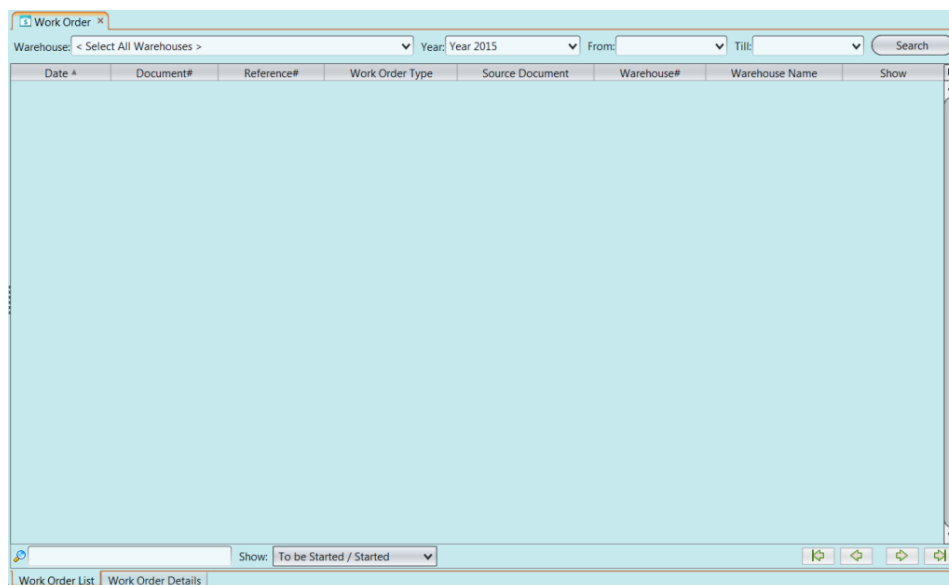 Work Order
Warehouse: < Select All Warehouses > Year: Year 2015 From: Till: Search
Date Document# Reference# Work Order Type Source Document Warehouse# Warehouse Name Show
Show: To be Started / Started
Work Order List Work Order Details